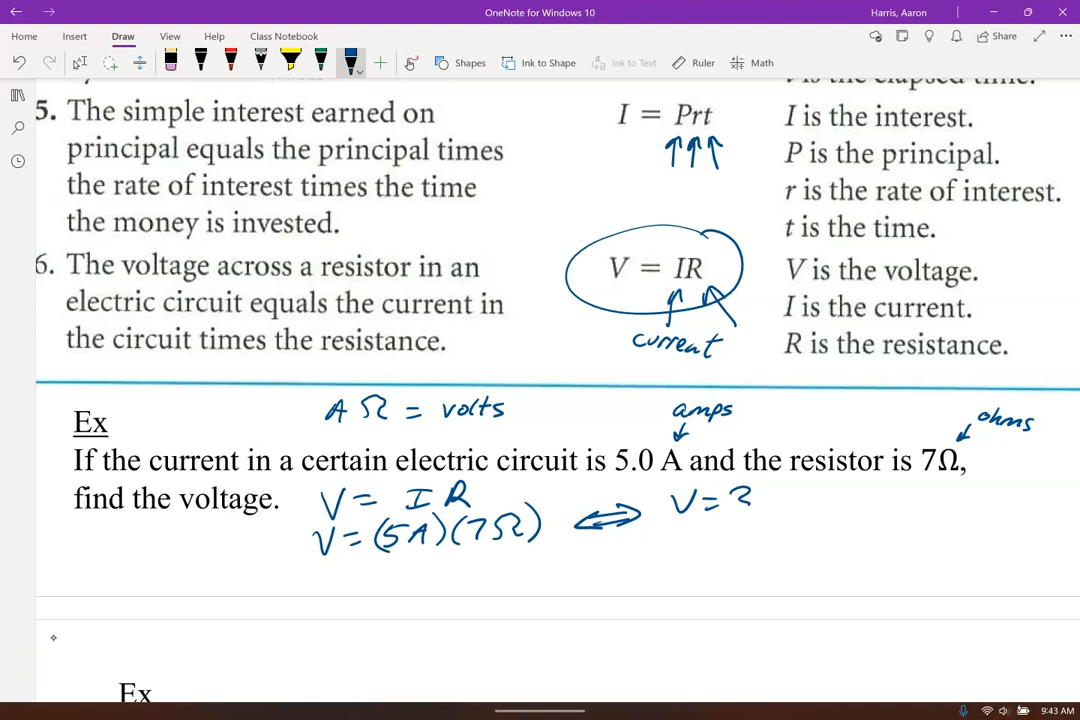 OneNote for Windows 10
Harris, Aaron
Home Insert Draw View Help Class Notebook
Share
Shapes Ink to Shape Ink to Text Ruler Math
is the elapsed time.
5. The simple interest earned on
principal equals the principal times
the rate of interest times the time
the money is invested.
I = Prt
I is the interest.
P is the principal.
r is the rate of interest.
t is the time.
6. The voltage across a resistor in an
electric circuit equals the current in
the circuit times the resistance.
V = IR
current
V is the voltage.
I is the current.
R is the resistance.
Ex
A Ω = volts
amps
ohms
If the current in a certain electric circuit is 5.0 A and the resistor is 7Ω,
find the voltage.
V = I R
V = (5A)(7Ω) ⇔ V = 3
Ex
9:43 AM